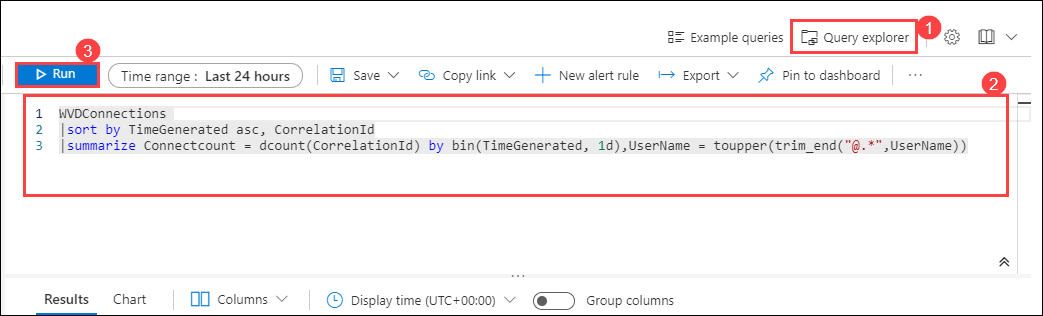 1
Example queries Query explorer
3
Run Time range : Last 24 hours Save Copy link New alert rule Export Pin to dashboard ...
2
1 WVDConnections
2 |sort by TimeGenerated asc, CorrelationId
3 |summarize Connectcount = dcount(CorrelationId) by bin(TimeGenerated, 1d),UserName = toupper(trim_end("@.*",UserName))
Results Chart Columns Display time (UTC+00:00) Group columns